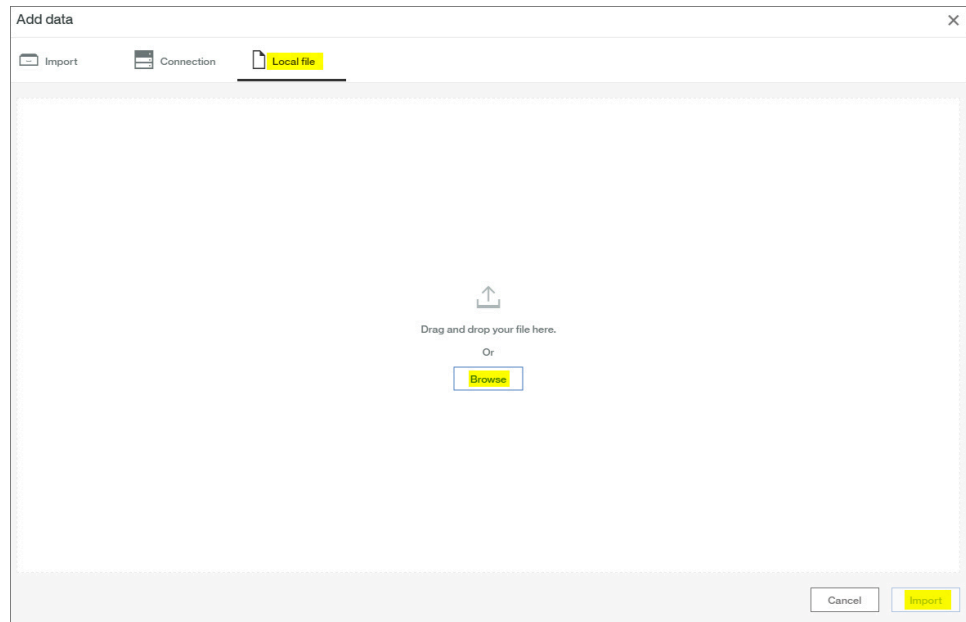 Add data
Import Connection Local file
Drag and drop your file here.
Or
Browse
Cancel Import